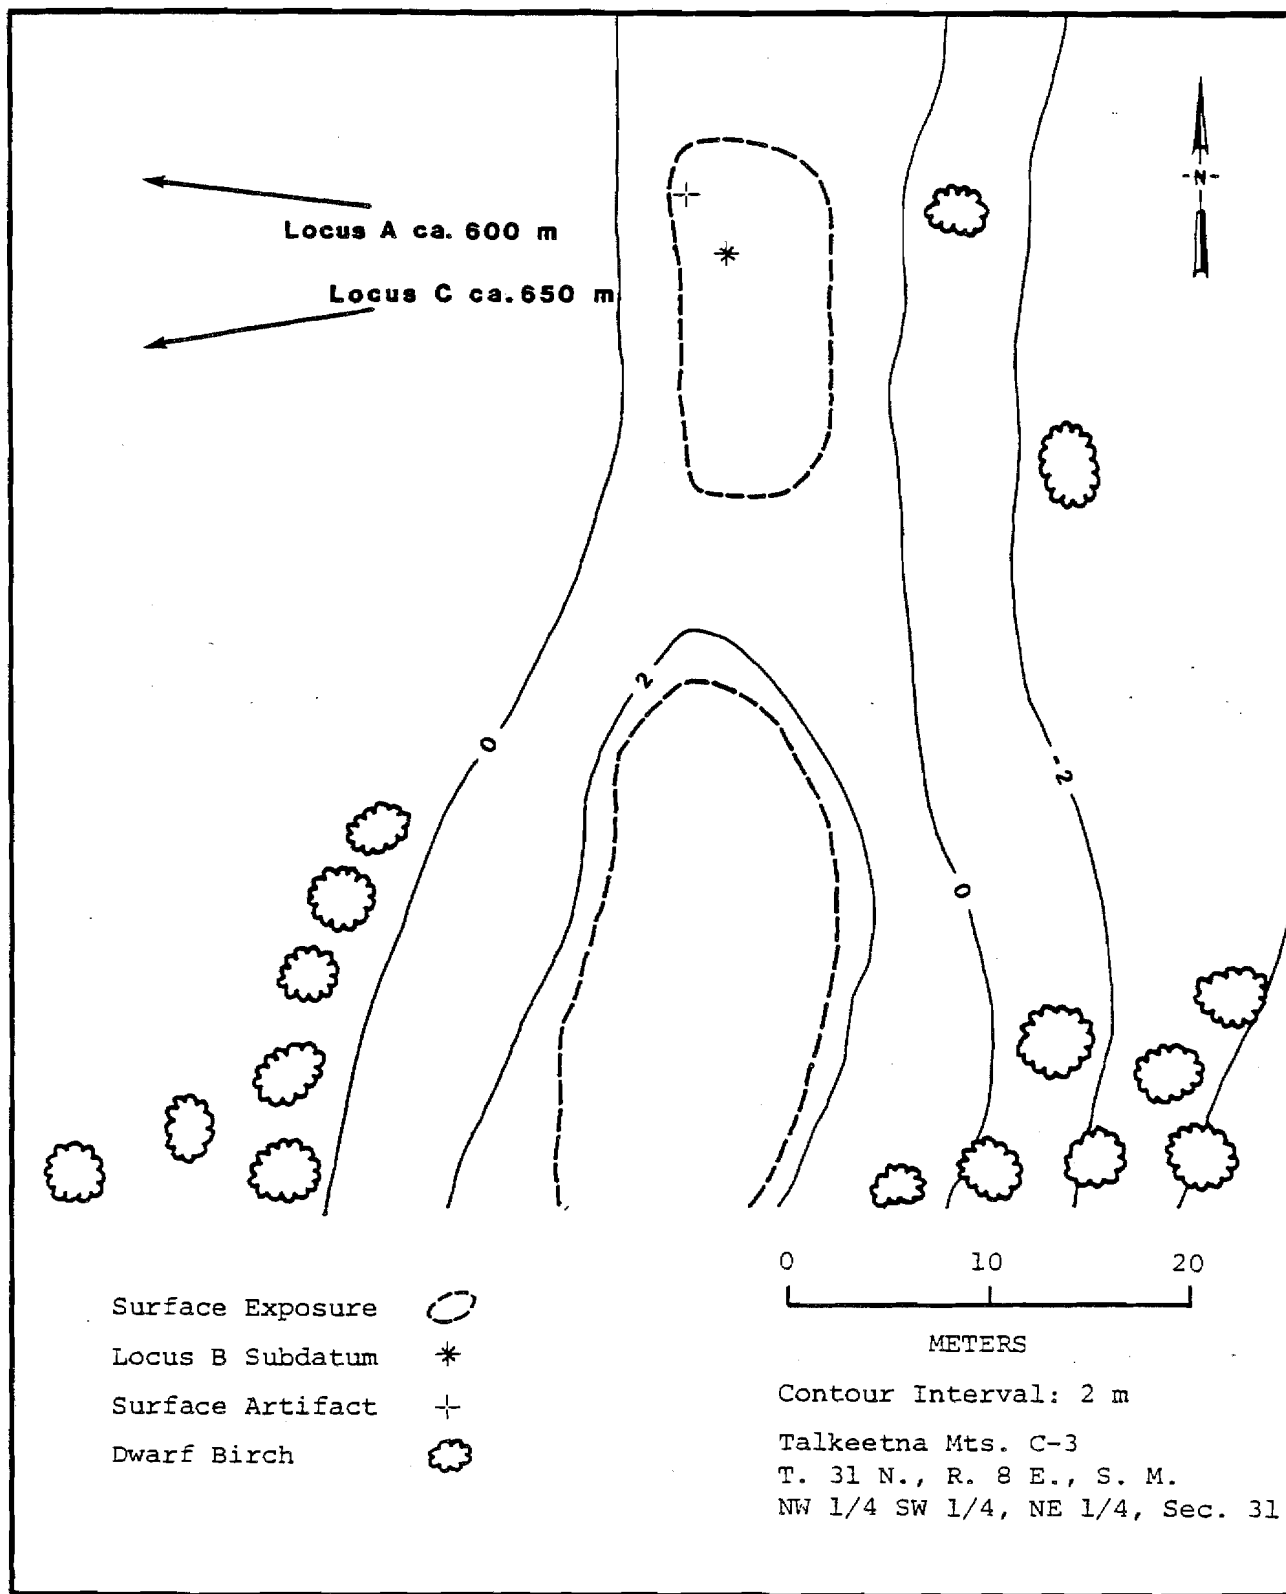 -N-
Locus A ca. 600 m
Locus C ca. 650 m
2
0
-2
0
0 10 20
METERS
Surface Exposure
Locus B Subdatum
Surface Artifact
Dwarf Birch
Contour Interval: 2 m
Talkeetna Mts. C-3
T. 31 N., R. 8 E., S. M.
NW 1/4 SW 1/4, NE 1/4, Sec. 31